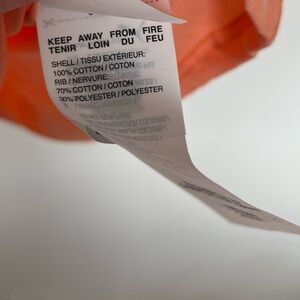 KEEP AWAY FROM FIRE
TENIR LOIN DU FEU
SHELL / TISSU EXTÉRIEUR:
100% COTTON / COTON
RIB / NERVURE:
70% COTTON / COTON
30% POLYESTER / POLYESTER